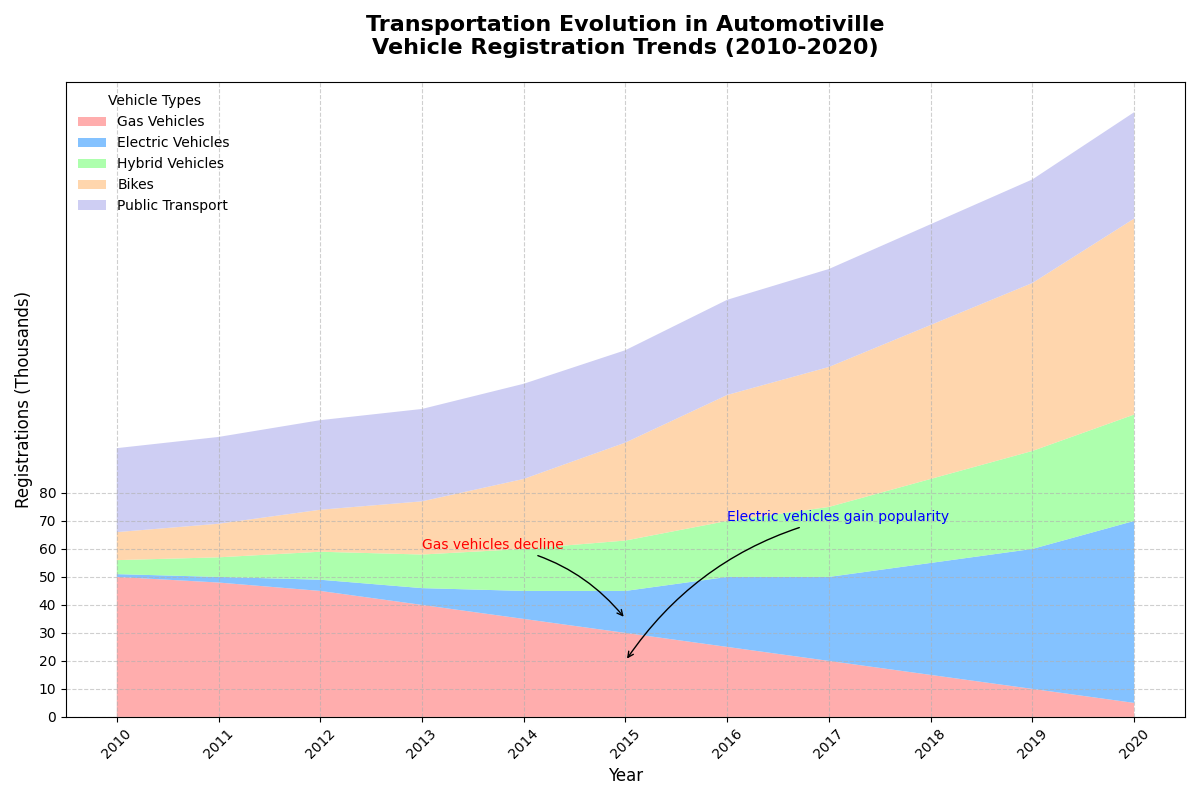 Transportation Evolution in Automotiville
Vehicle Registration Trends (2010-2020)
Vehicle Types
Gas Vehicles
Electric Vehicles
Hybrid Vehicles
Bikes
Public Transport
Registrations (Thousands)
80
70
60
50
40
30
20
10
0
Electric vehicles gain popularity
Gas vehicles decline
2010
2011
2012
2013
2014
2015
2016
2017
2018
2019
2020
Year